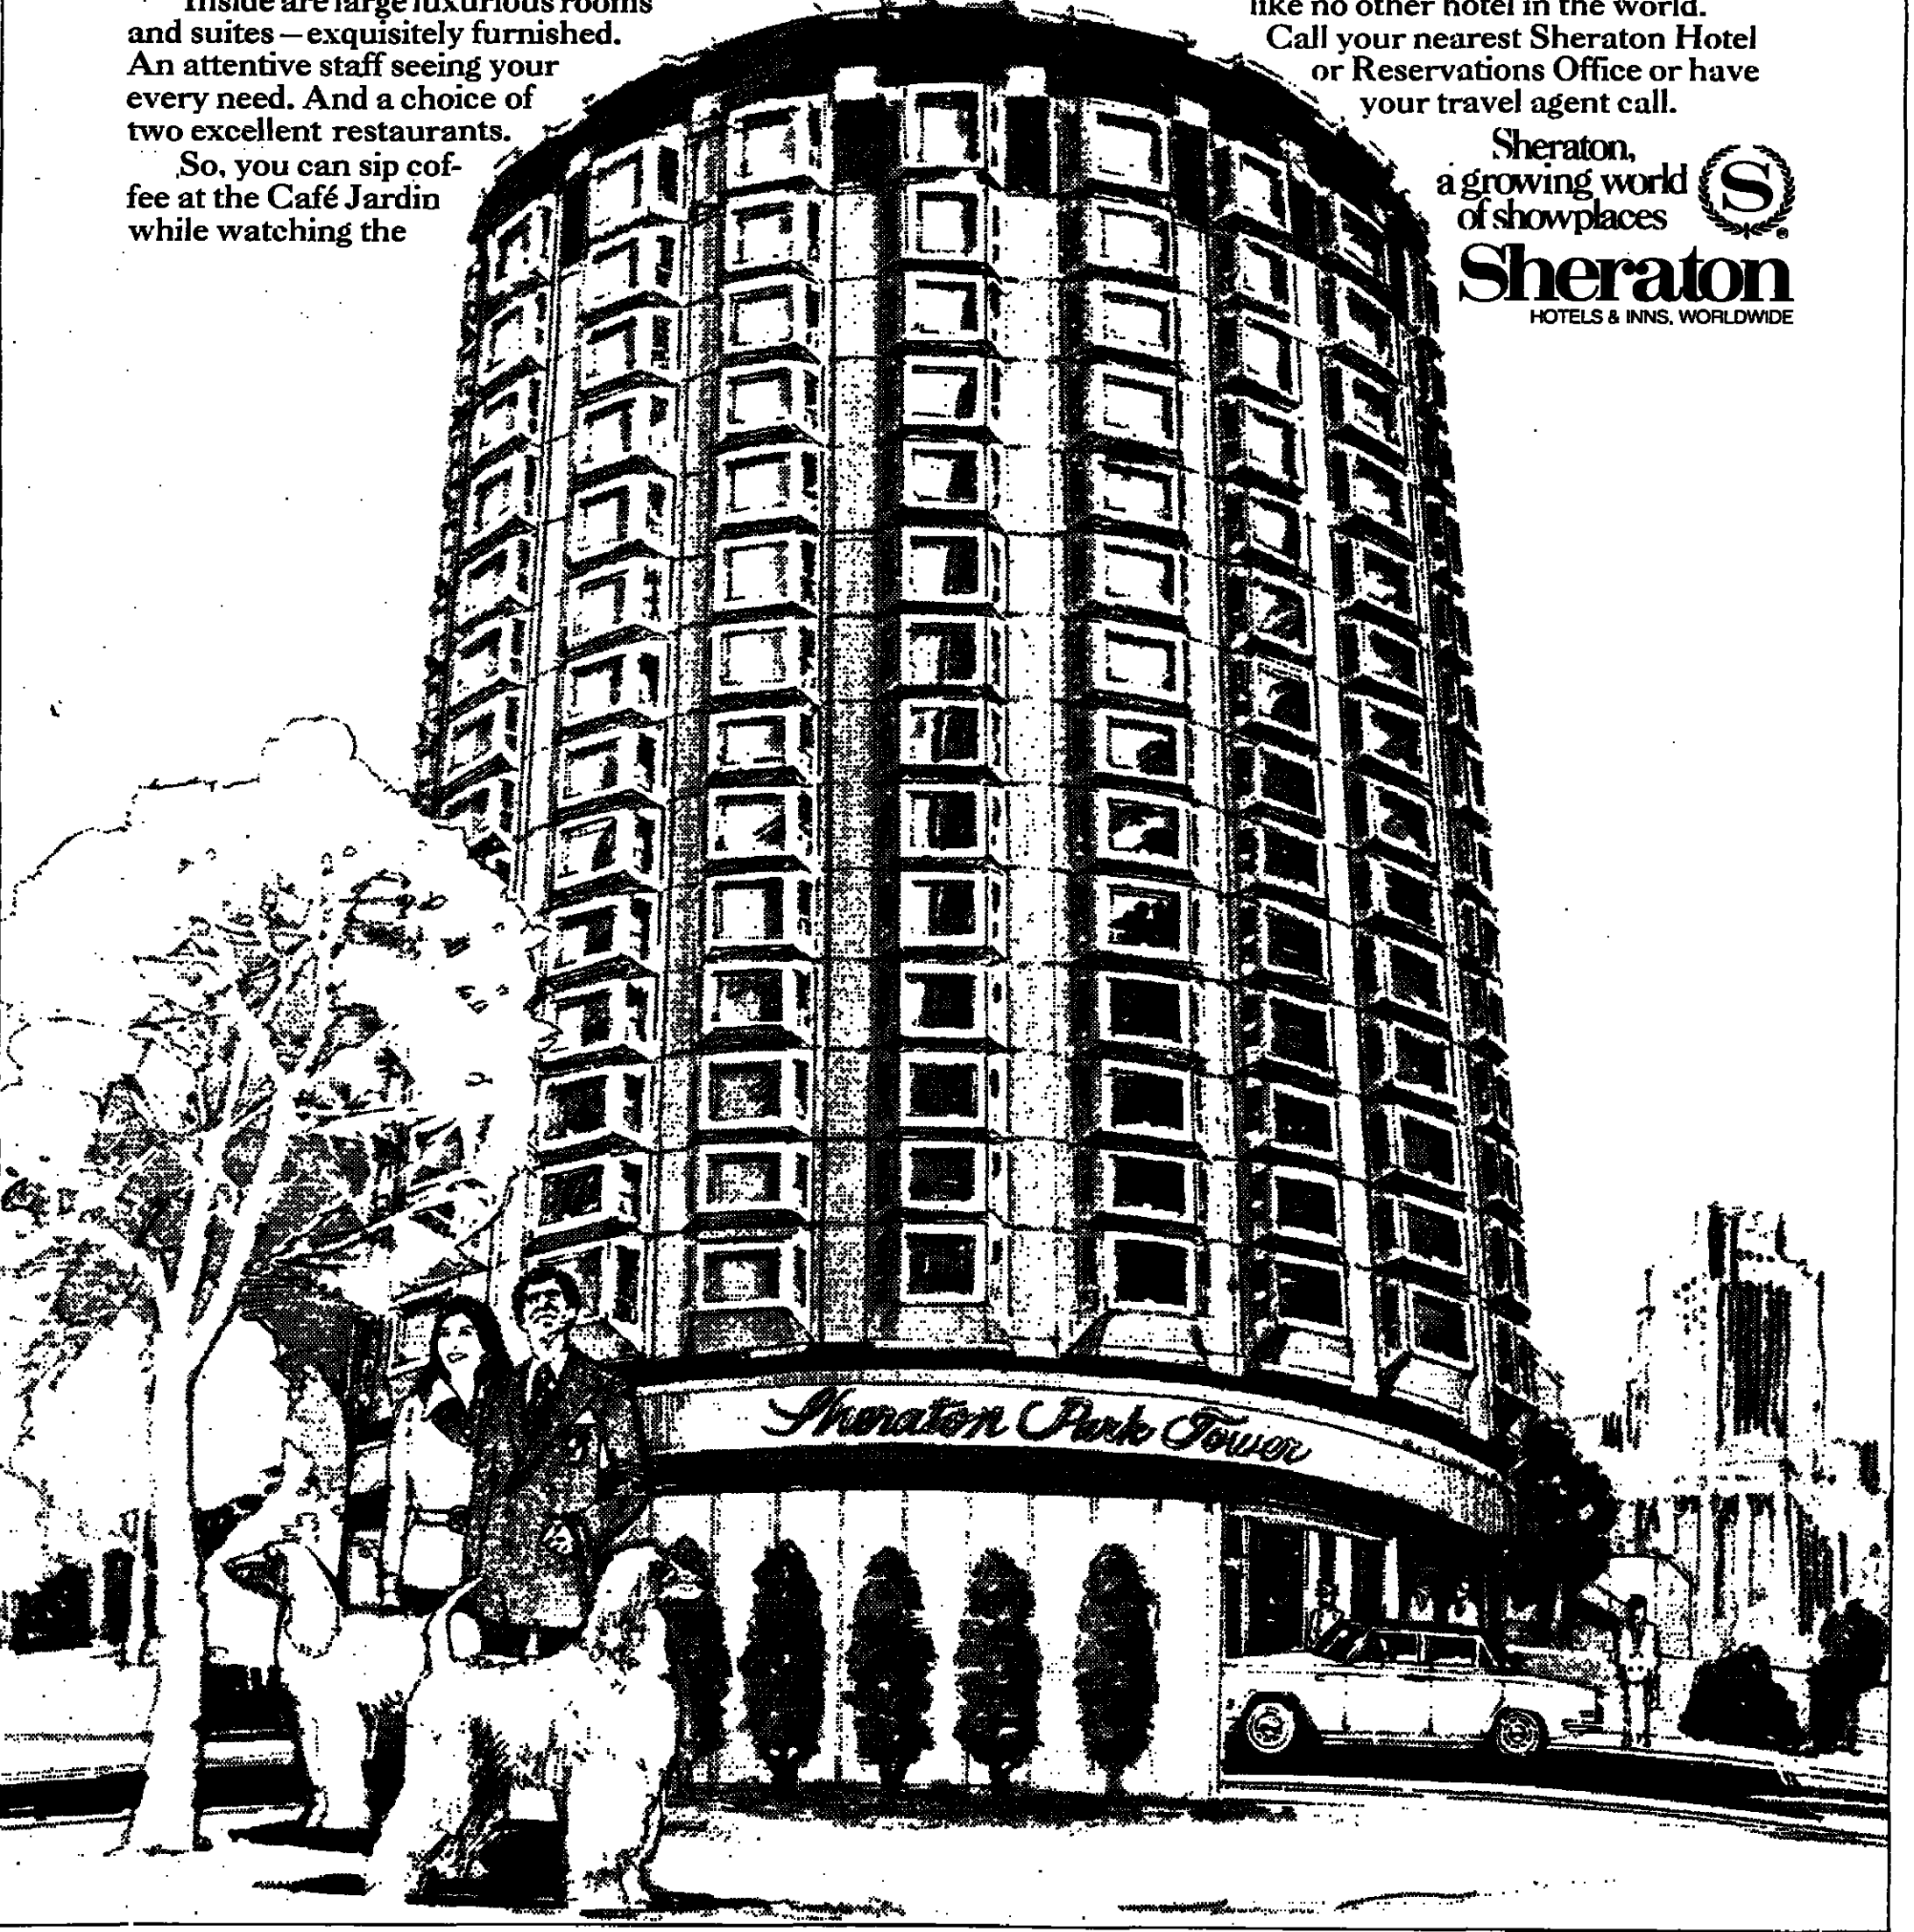 Inside are large luxurious rooms
and suites—exquisitely furnished.
An attentive staff seeing your
every need. And a choice of
two excellent restaurants.
So, you can sip cof-
fee at the Café Jardin
while watching the
like no other hotel in the world.
Call your nearest Sheraton Hotel
or Reservations Office or have
your travel agent call.
Sheraton,
a growing world
of showplaces
S
®
Sheraton
HOTELS & INNS, WORLDWIDE
Sheraton Park Tower